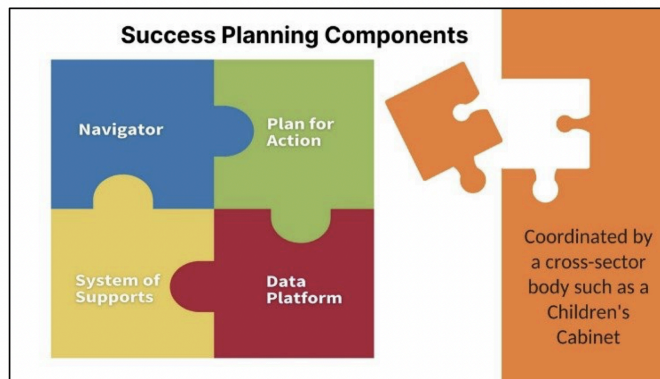 Success Planning Components
Navigator
Plan for
Action
System of
Supports
Data
Platform
Coordinated by
a cross-sector
body such as a
Children's
Cabinet